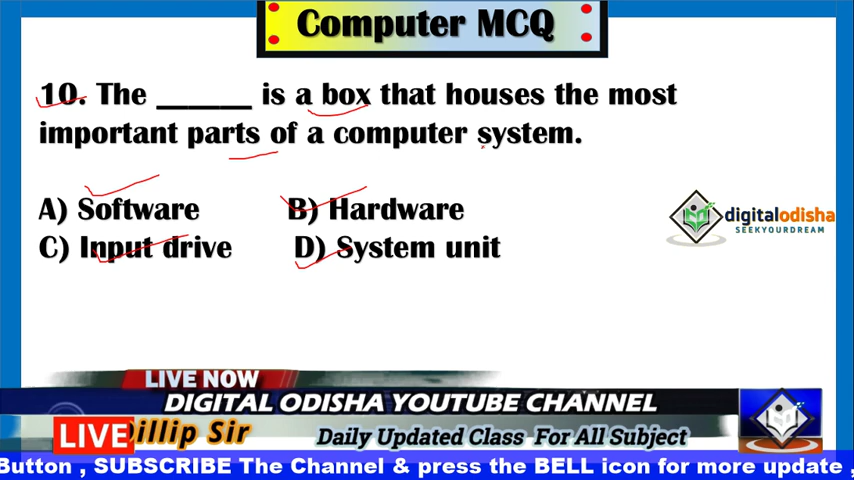 Computer MCQ
10. The ______ is a box that houses the most
important parts of a computer system.
A) Software B) Hardware
C) Input drive D) System unit
digitalodisha
SEEKYOURDREAM
LIVE NOW
DIGITAL ODISHA YOUTUBE CHANNEL
LIVE Dillip Sir Daily Updated Class For All Subject
Button , SUBSCRIBE The Channel & press the BELL icon for more update ,